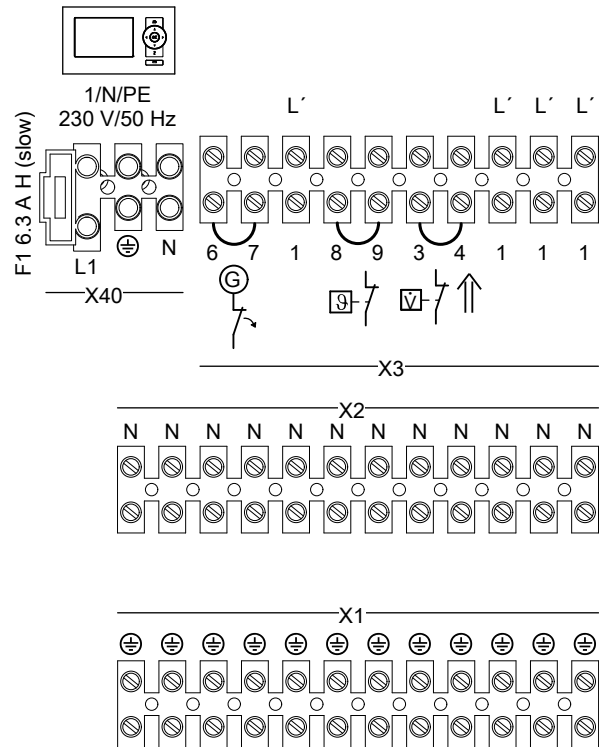 1/N/PE
230 V/50 Hz
F1 6.3 A H (slow)
L´ L´ L´ L´
L1 N
X40
6 7 1 8 9 3 4 1 1 1
G
ϑ V̇
X3
X2
N N N N N N N N N N N N
X1